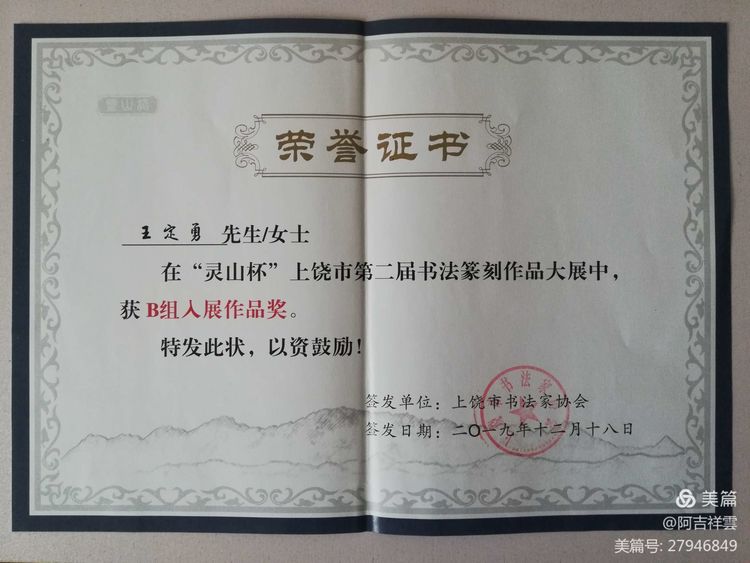 灵山杯
荣誉证书
王定勇 先生/女士
在“灵山杯”上饶市第二届书法篆刻作品大展中，
获 B组入展作品奖。
特发此状，以资鼓励！
签发单位：上饶市书法家协会
签发日期：二〇一九年十二月十八日
美篇
@阿吉祥雲
美篇号: 27946849